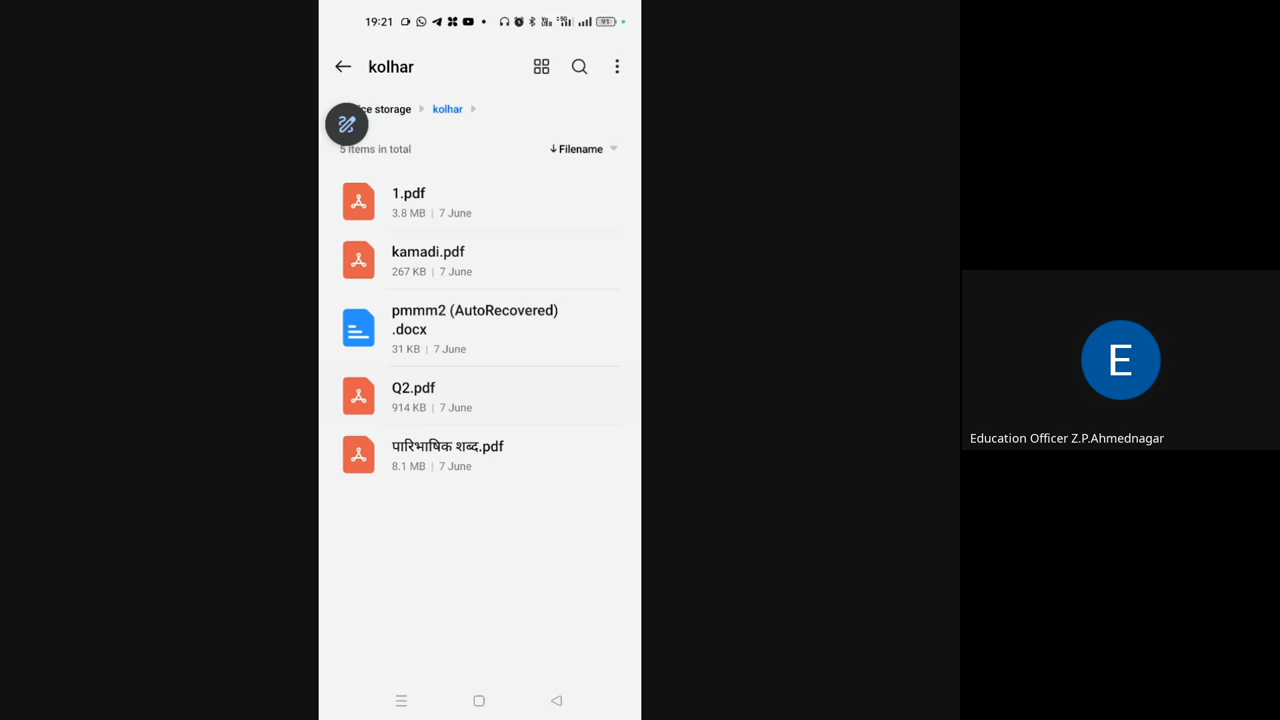 19:21
91
kolhar
ce storage kolhar
5 items in total
Filename
1.pdf
3.8 MB | 7 June
kamadi.pdf
267 KB | 7 June
pmmm2 (AutoRecovered)
.docx
31 KB | 7 June
Q2.pdf
914 KB | 7 June
पारिभाषिक शब्द.pdf
8.1 MB | 7 June
E
Education Officer Z.P.Ahmednagar